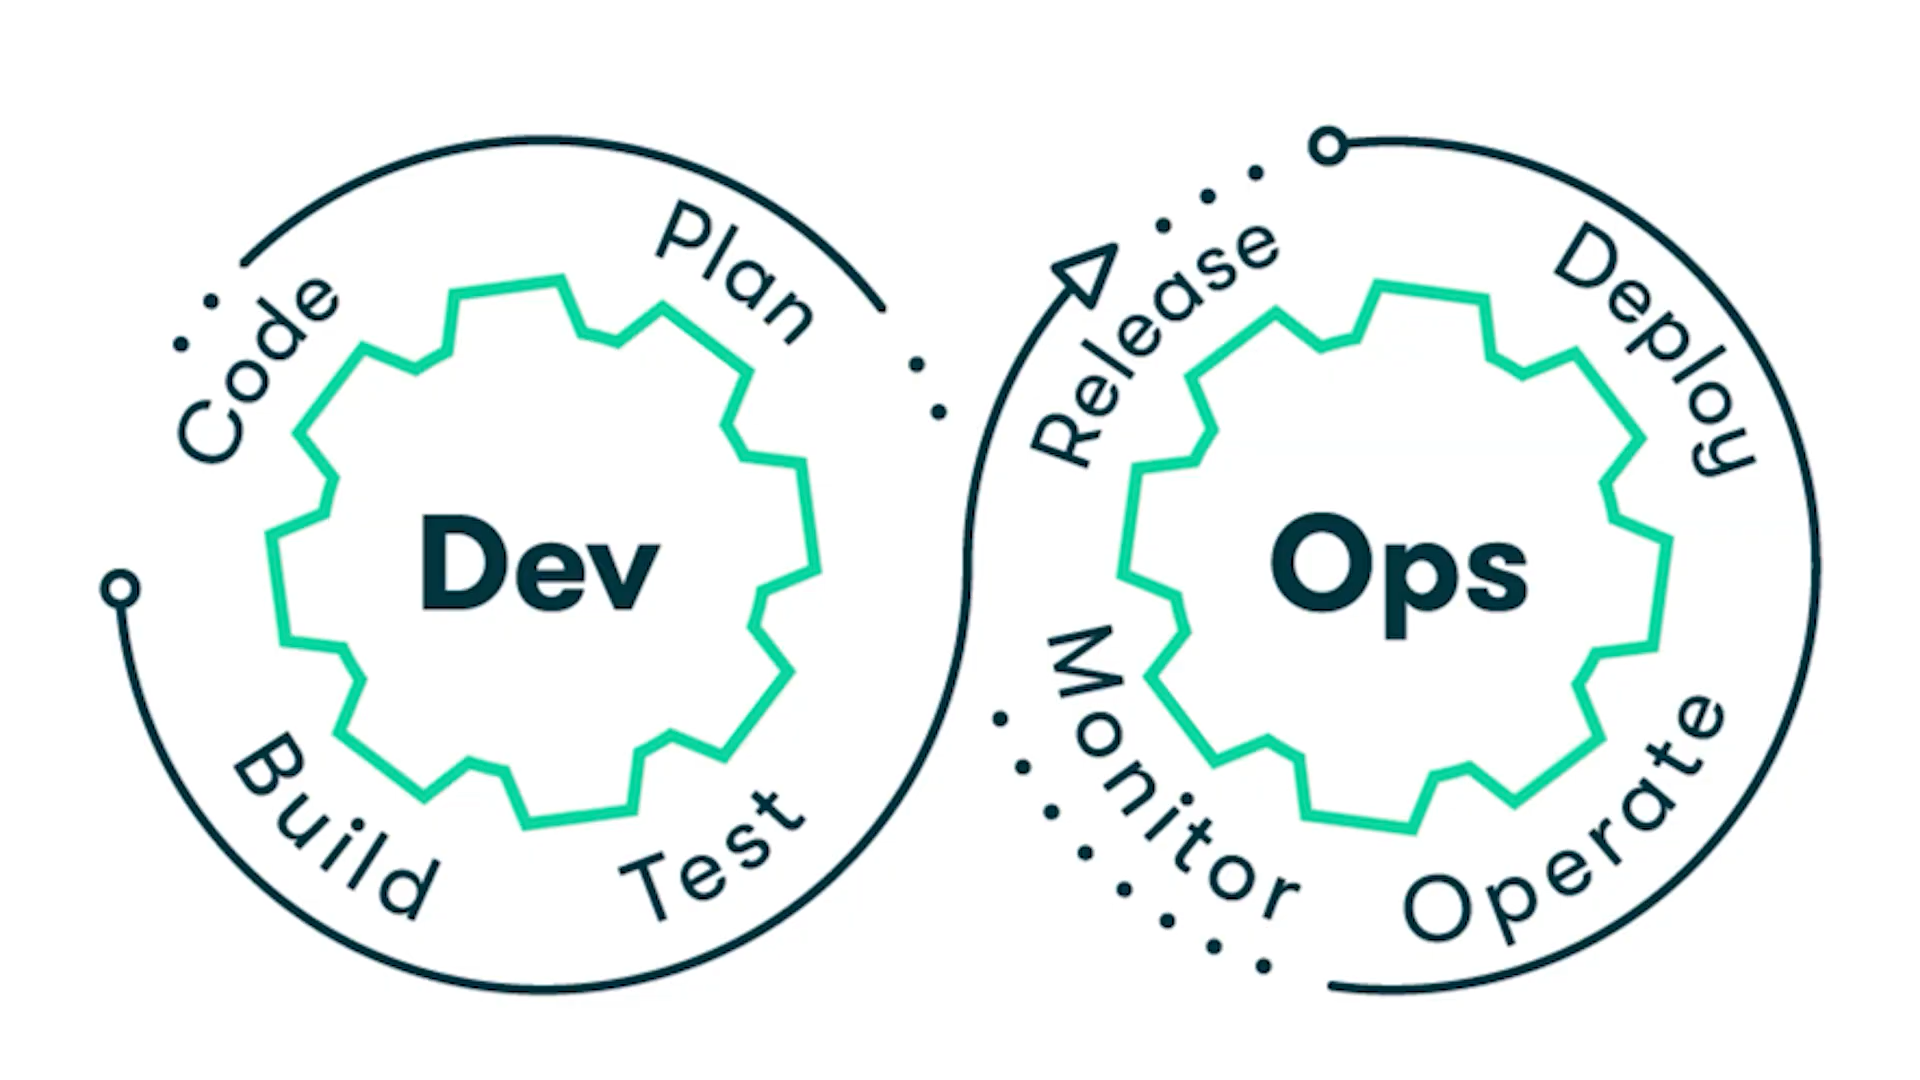 Plan
Code
Dev
Build
Test
Release
Deploy
Ops
Monitor
Operate